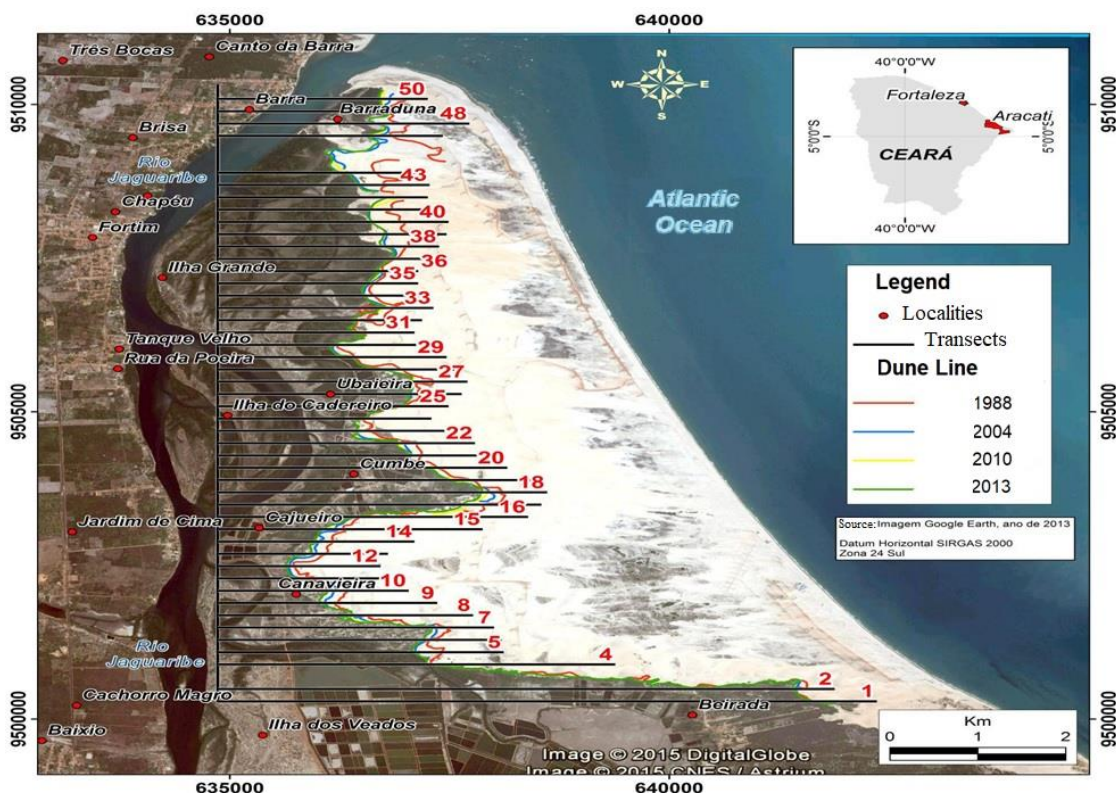 635000
640000
Três Bocas
Canto da Barra
N
W
E
S
40°0'0"W
Fortaleza
Aracati
5°0'0"S
5°0'0"S
CEARÁ
40°0'0"W
9510000
9510000
50
Barra
48
Barraduna
Brisa
Rio
Jaguaribe
43
Chapéu
40
Fortim
38
Atlantic
Ocean
36
Ilha Grande
35
33
31
Tanque Velho
29
Rua da Poeira
27
Ubaieira
25
Ilha do Cadereiro
9505000
9505000
22
20
Cumbe
18
16
15
Jardim de Cima
Cajueiro
14
12
10
Canavieira
9
8
7
5
Rio
Jaguaribe
4
2
1
Cachorro Magro
Beirada
9500000
9500000
Baixio
Ilha dos Veados
Legend
Localities
Transects
Dune Line
1988
2004
2010
2013
Source: Imagem Google Earth, ano de 2013
Datum Horizontal SIRGAS 2000
Zona 24 Sul
Km
0 1 2
Image © 2015 DigitalGlobe
Image © 2015 CNES / Astrium
635000
640000